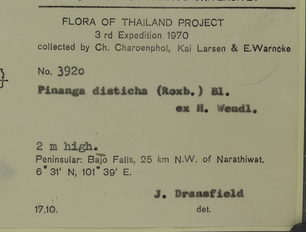 FLORA OF THAILAND PROJECT
3 rd Expedition 1970
collected by Ch. Charoenphol, Kai Larsen & E.Warncke
No. 3920
Pinanga disticha (Roxb.) Bl.
ex H. Wendl.
2 m high.
Peninsular: Bajo Falls, 25 km N.W. of Narathiwat.
6° 31' N, 101° 39' E.
J. Dransfield
17.10. det.